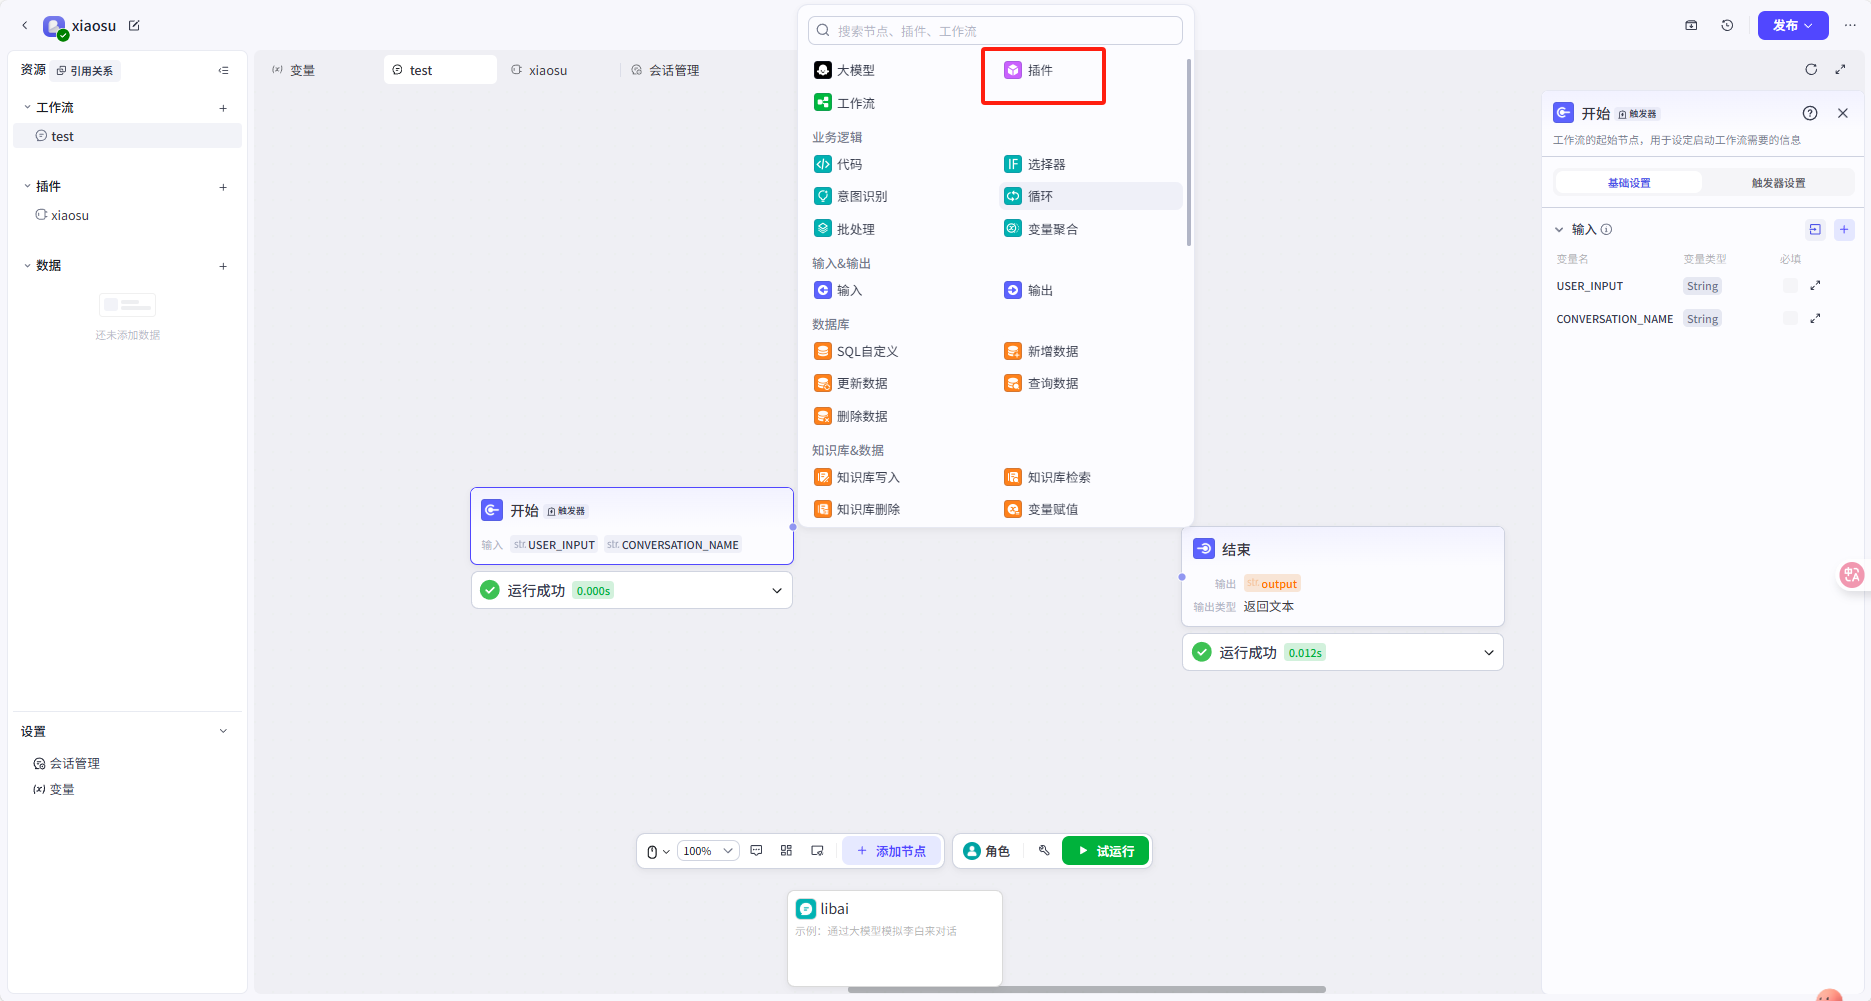 xiaosu
发布
资源
引用关系
工作流
test
插件
xiaosu
数据
还未添加数据
设置
会话管理
(x) 变量
(x) 变量
test
xiaosu
会话管理
搜索节点、插件、工作流
大模型
插件
工作流
业务逻辑
代码
IF 选择器
意图识别
循环
批处理
变量聚合
输入&输出
输入
输出
数据库
SQL自定义
新增数据
更新数据
查询数据
删除数据
知识库&数据
知识库写入
知识库检索
知识库删除
变量赋值
开始
触发器
输入 str. USER_INPUT str. CONVERSATION_NAME
运行成功 0.000s
结束
输出 str. output
输出类型 返回文本
运行成功 0.012s
100%
添加节点
角色
试运行
libai
示例：通过大模型模拟李白来对话
开始
触发器
工作流的起始节点，用于设定启动工作流需要的信息
基础设置
触发器设置
输入
变量名 变量类型 必填
USER_INPUT String
CONVERSATION_NAME String
中A